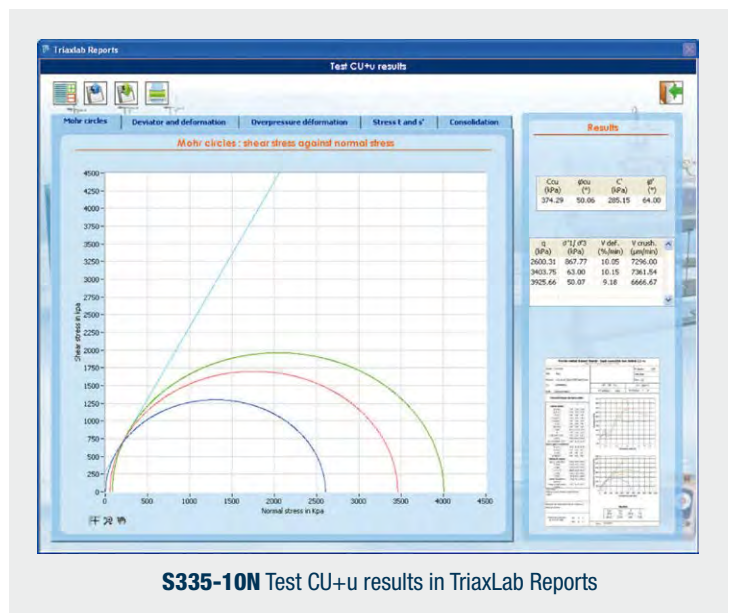 Triaxlab Reports
Test CU+u results
Mohr circles
Deviator and deformation
Overpressure déformation
Stress t and s'
Consolidation
Mohr circles : shear stress against normal stress
Shear stress in kpa
4500
4250
4000
3750
3500
3250
3000
2750
2500
2250
2000
1750
1500
1250
1000
750
500
250
0
0 500 1000 1500 2000 2500 3000 3500 4000 4500
Normal stress in Kpa
Results
Ccu φcu C' φ'
(kPa) (°) (kPa) (°)
374.29 50.06 285.15 64.00
q σ'1/σ'3 V def. V crush.
(kPa) (kPa) (%/min) (µm/min)
2600.31 867.77 10.05 7296.00
3403.75 63.00 10.15 7361.54
3925.66 50.07 9.18 6666.67
S335-10N Test CU+u results in TriaxLab Reports